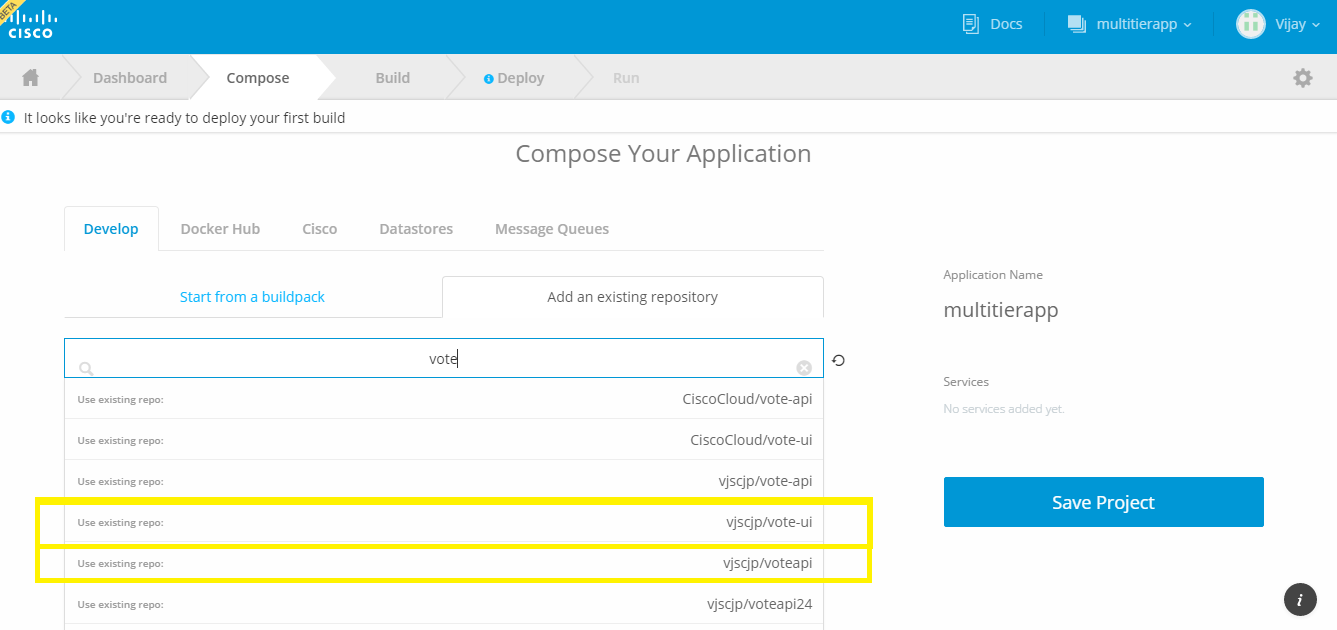 BETA
CISCO
Docs
multitierapp
Vijay
Dashboard
Compose
Build
Deploy
Run
It looks like you're ready to deploy your first build
Compose Your Application
Develop
Docker Hub
Cisco
Datastores
Message Queues
Start from a buildpack
Add an existing repository
vote
Use existing repo: CiscoCloud/vote-api
Use existing repo: CiscoCloud/vote-ui
Use existing repo: vjscjp/vote-api
Use existing repo: vjscjp/vote-ui
Use existing repo: vjscjp/voteapi
Use existing repo: vjscjp/voteapi24
Application Name
multitierapp
Services
No services added yet.
Save Project
i